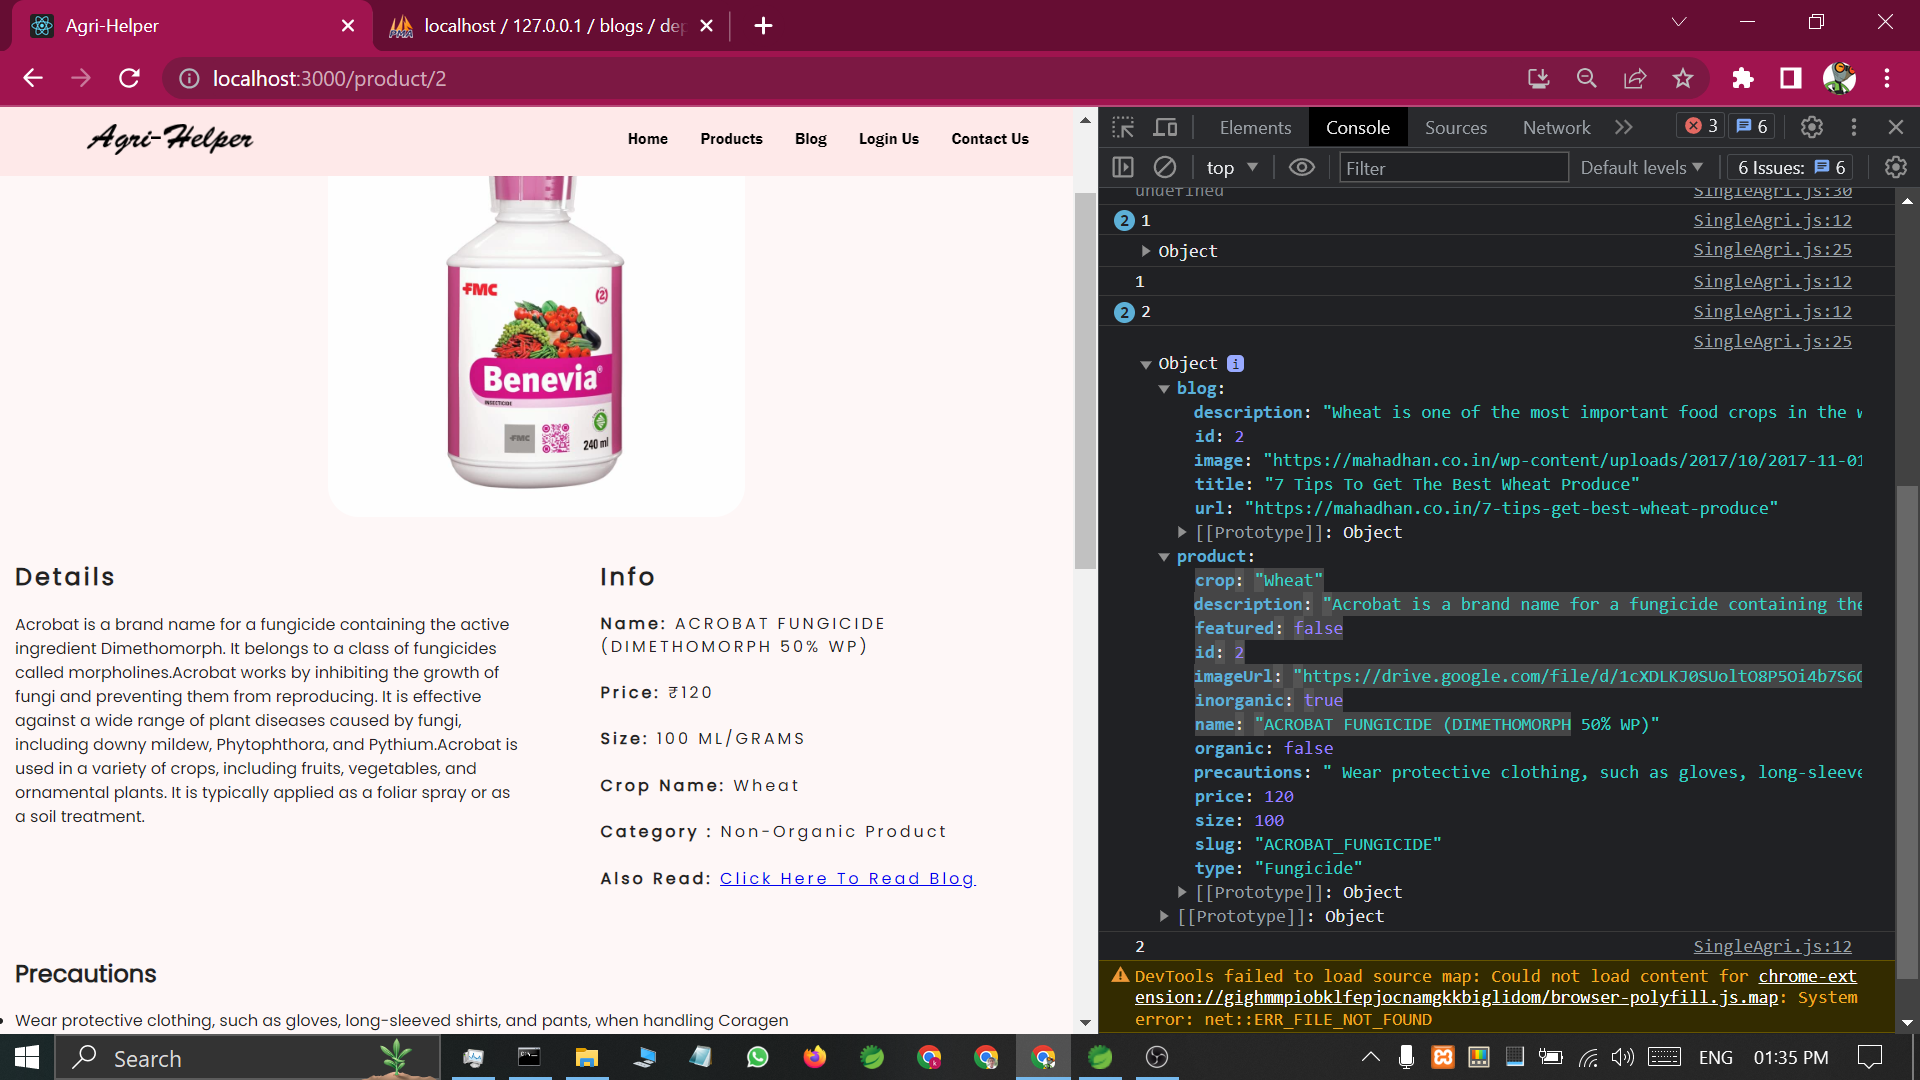 Agri-Helper
localhost / 127.0.0.1 / blogs / dep
localhost:3000/product/2
Agri-Helper
Home Products Blog Login Us Contact Us
FMC
(2)
Benevia®
INSECTICIDE
FMC
240 ml
Details
Acrobat is a brand name for a fungicide containing the active
ingredient Dimethomorph. It belongs to a class of fungicides
called morpholines.Acrobat works by inhibiting the growth of
fungi and preventing them from reproducing. It is effective
against a wide range of plant diseases caused by fungi,
including downy mildew, Phytophthora, and Pythium.Acrobat is
used in a variety of crops, including fruits, vegetables, and
ornamental plants. It is typically applied as a foliar spray or as
a soil treatment.
Info
Name: ACROBAT FUNGICIDE
(DIMETHOMORPH 50% WP)
Price: ₹120
Size: 100 ML/GRAMS
Crop Name: Wheat
Category : Non-Organic Product
Also Read: Click Here To Read Blog
Precautions
Wear protective clothing, such as gloves, long-sleeved shirts, and pants, when handling Coragen
Elements Console Sources Network 3 6
top Filter Default levels 6 Issues: 6
undefined SingleAgri.js:30
2 1 SingleAgri.js:12
Object SingleAgri.js:25
1 SingleAgri.js:12
2 2 SingleAgri.js:12
SingleAgri.js:25
Object i
blog:
description: "Wheat is one of the most important food crops in the w
id: 2
image: "https://mahadhan.co.in/wp-content/uploads/2017/10/2017-11-01
title: "7 Tips To Get The Best Wheat Produce"
url: "https://mahadhan.co.in/7-tips-get-best-wheat-produce"
[[Prototype]]: Object
product:
crop: "Wheat"
description: "Acrobat is a brand name for a fungicide containing the
featured: false
id: 2
imageUrl: "https://drive.google.com/file/d/1cXDLKJ0SUoltO8P5Oi4b7S6O
inorganic: true
name: "ACROBAT FUNGICIDE (DIMETHOMORPH 50% WP)"
organic: false
precautions: " Wear protective clothing, such as gloves, long-sleeve
price: 120
size: 100
slug: "ACROBAT_FUNGICIDE"
type: "Fungicide"
[[Prototype]]: Object
[[Prototype]]: Object
2 SingleAgri.js:12
DevTools failed to load source map: Could not load content for chrome-ext
ension://gighmmpiobklfepjocnamgkkbiglidom/browser-polyfill.js.map: System
error: net::ERR_FILE_NOT_FOUND
Search
ENG 01:35 PM